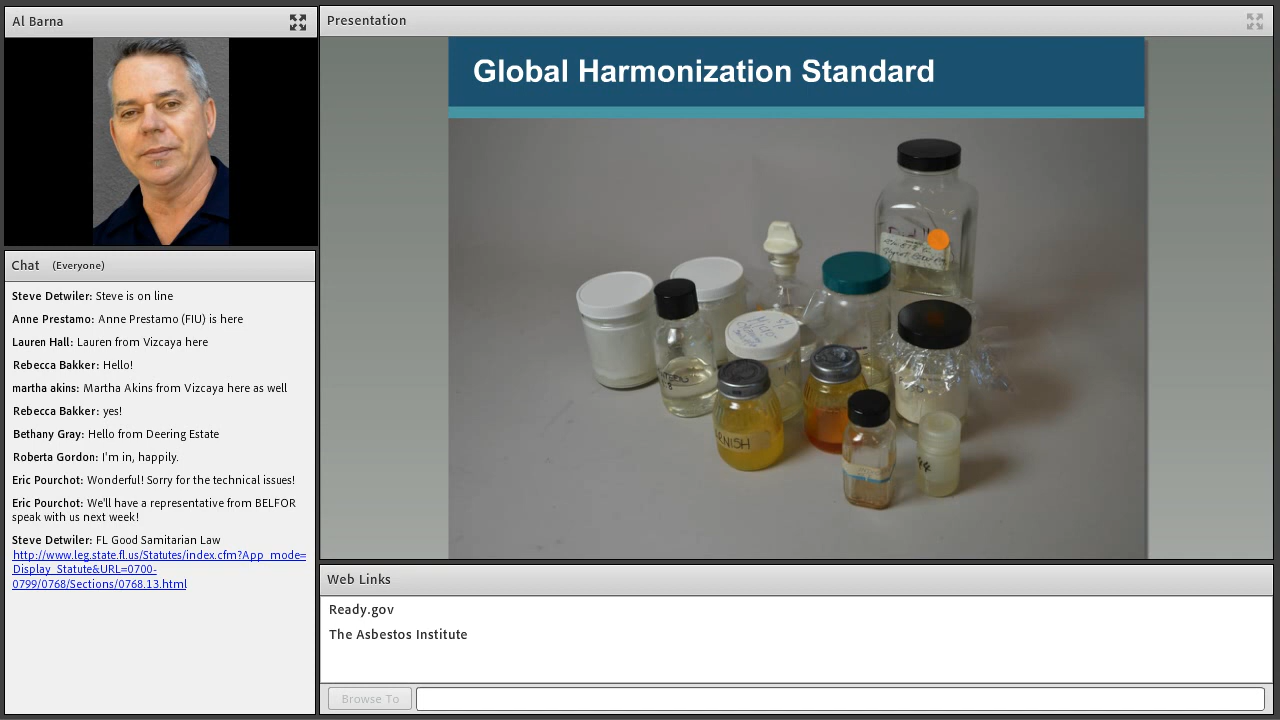 Al Barna
Chat (Everyone)
Steve Detwiler: Steve is on line
Anne Prestamo: Anne Prestamo (FIU) is here
Lauren Hall: Lauren from Vizcaya here
Rebecca Bakker: Hello!
martha akins: Martha Akins from Vizcaya here as well
Rebecca Bakker: yes!
Bethany Gray: Hello from Deering Estate
Roberta Gordon: I'm in, happily.
Eric Pourchot: Wonderful! Sorry for the technical issues!
Eric Pourchot: We'll have a representative from BELFOR
speak with us next week!
Steve Detwiler: FL Good Samitarian Law
http://www.leg.state.fl.us/Statutes/index.cfm?App_mode=
Display_Statute&URL=0700-
0799/0768/Sections/0768.13.html
Presentation
Global Harmonization Standard
Web Links
Ready.gov
The Asbestos Institute
Browse To